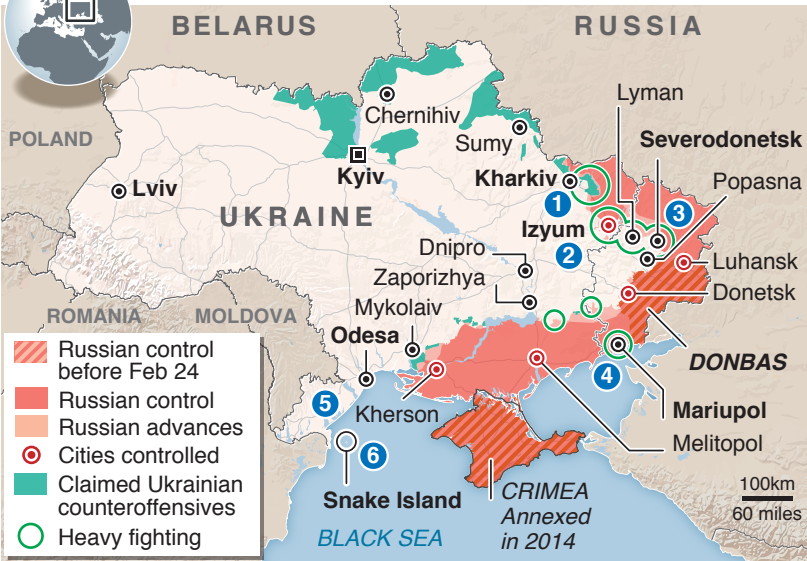 BELARUS
RUSSIA
Lyman
Chernihiv
Severodonetsk
POLAND
Sumy
Kyiv
Kharkiv
Popasna
Lviv
1
3
UKRAINE
Izyum
Dnipro
2
Luhansk
Zaporizhya
Donetsk
ROMANIA
MOLDOVA
Mykolaiv
Odesa
DONBAS
4
Mariupol
5
Kherson
Melitopol
6
Snake Island
CRIMEA
Annexed
in 2014
BLACK SEA
100km
60 miles
Russian control
before Feb 24
Russian control
Russian advances
Cities controlled
Claimed Ukrainian
counteroffensives
Heavy fighting